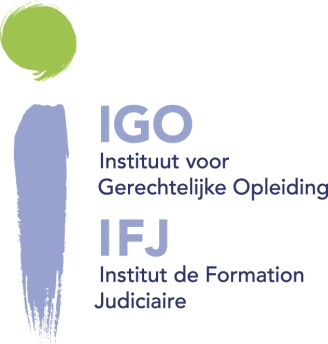 IGO
Instituut voor
Gerechtelijke Opleiding
IFJ
Institut de Formation
Judiciaire